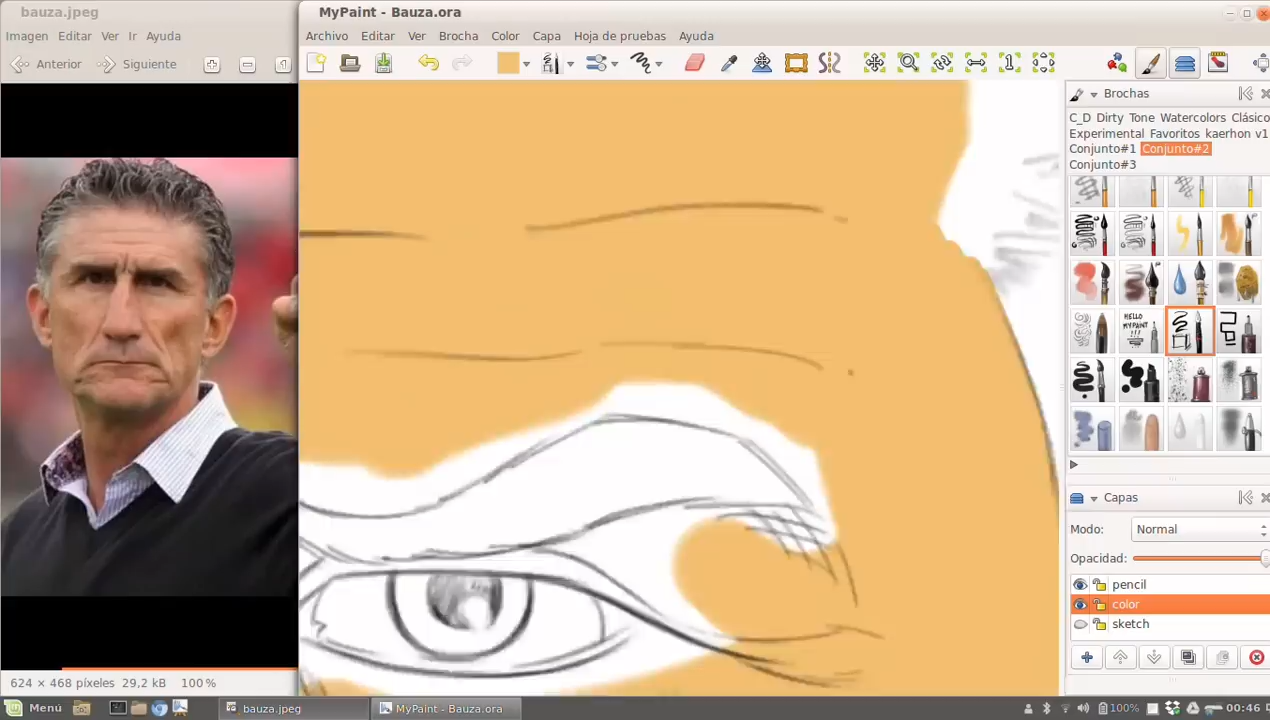 bauza.jpeg
Imagen Editar Ver Ir Ayuda
Anterior Siguiente
624 × 468 píxeles 29,2 kB 100 %
MyPaint - Bauza.ora
Archivo Editar Ver Brocha Color Capa Hoja de pruebas Ayuda
Brochas
C_D Dirty Tone Watercolors Clásico
Experimental Favoritos kaerhon v1
Conjunto#1 Conjunto#2
Conjunto#3
HELLO
MYPAINT
!!!
Capas
Modo: Normal
Opacidad:
pencil
color
sketch
Menú bauza.jpeg MyPaint - Bauza.ora 100% 00:46